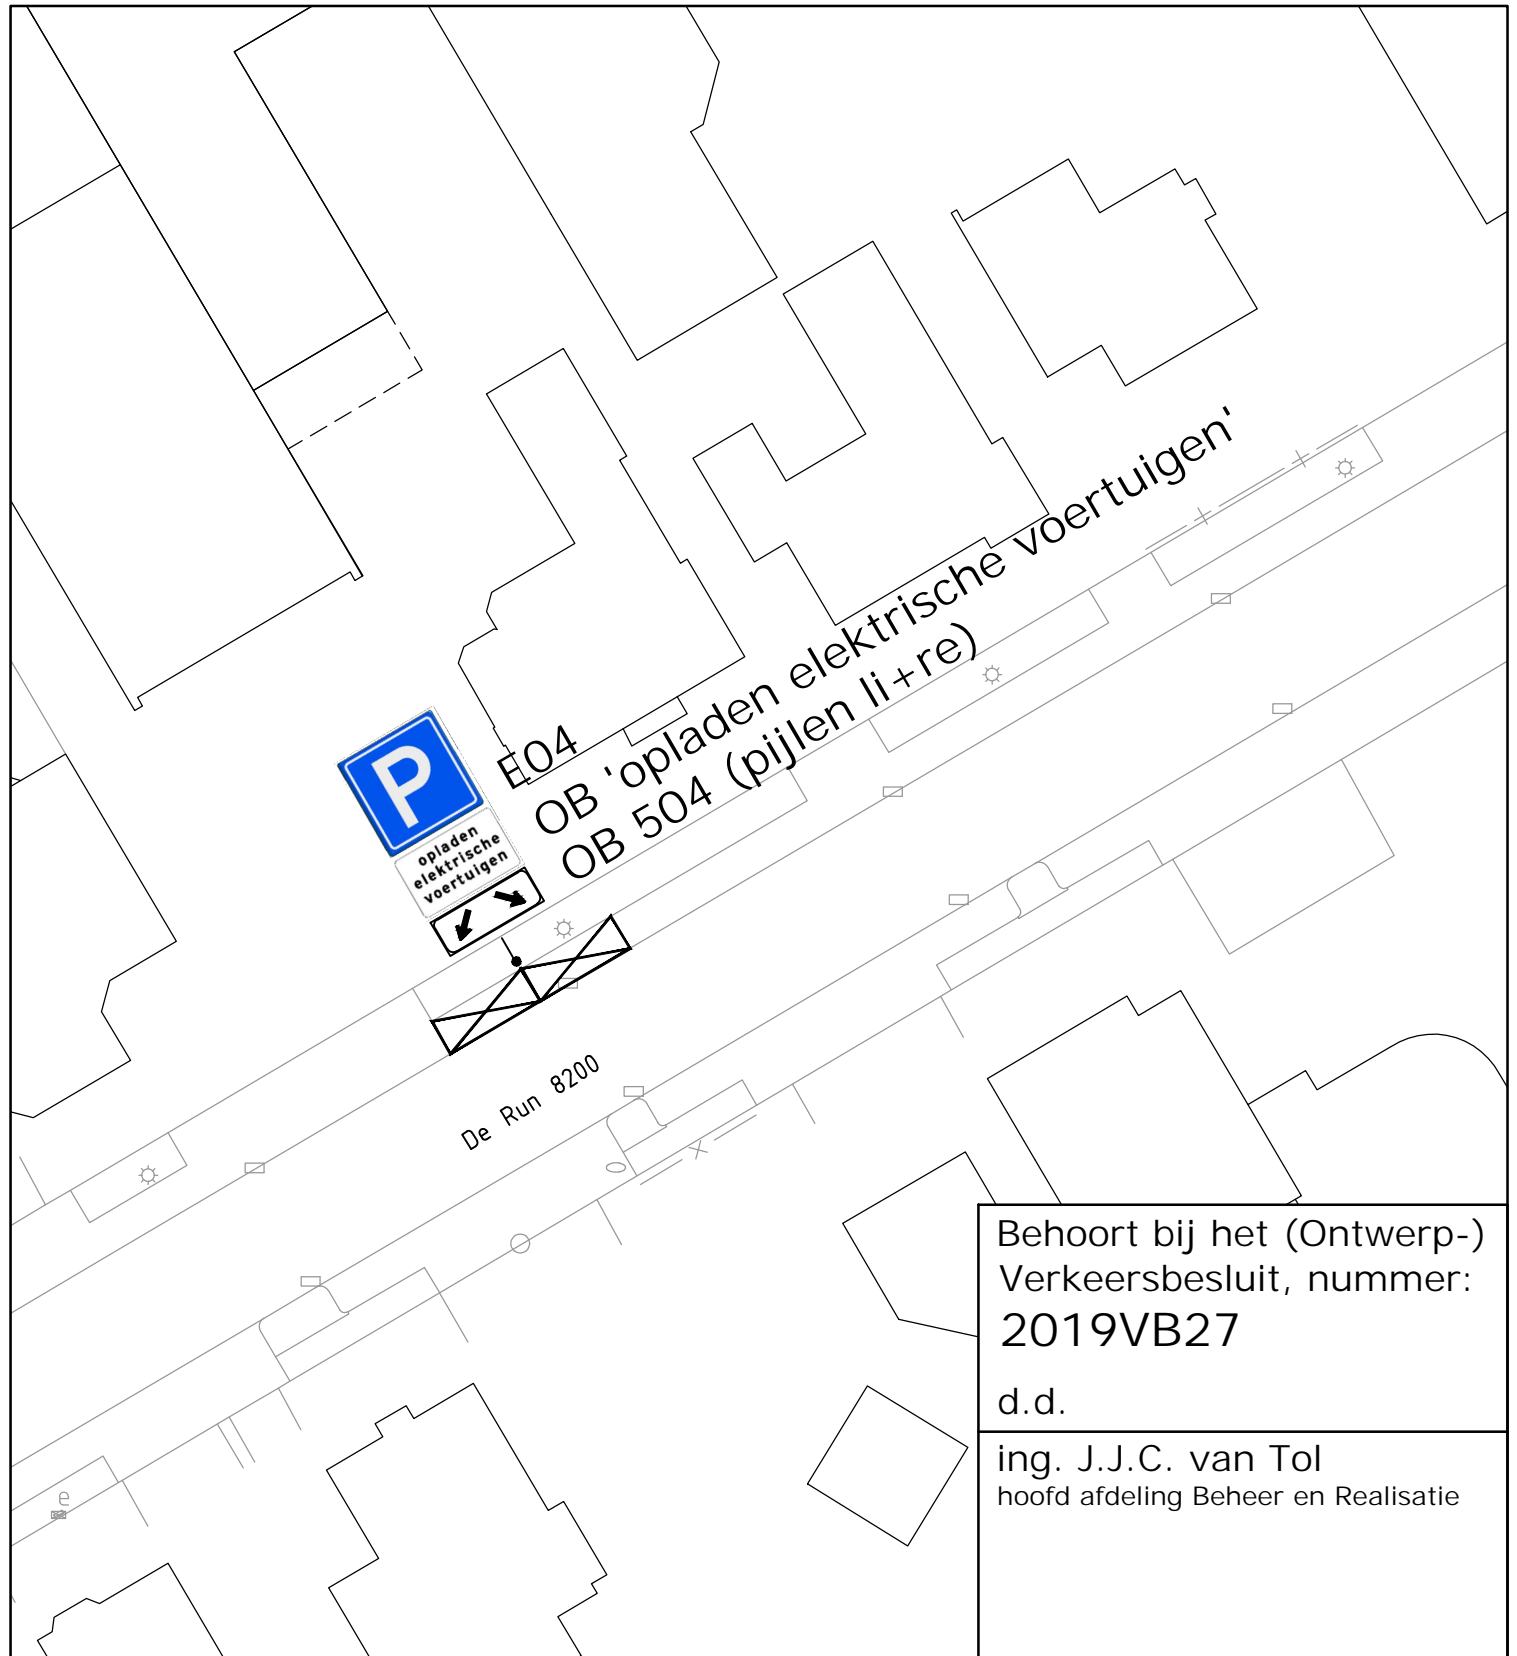 E04
OB 'opladen elektrische voertuigen'
OB 504 (pijlen li+re)
P
opladen
elektrische
voertuigen
De Run 8200
e
Behoort bij het (Ontwerp-)
Verkeersbesluit, nummer:
2019VB27
d.d.
ing. J.J.C. van Tol
hoofd afdeling Beheer en Realisatie